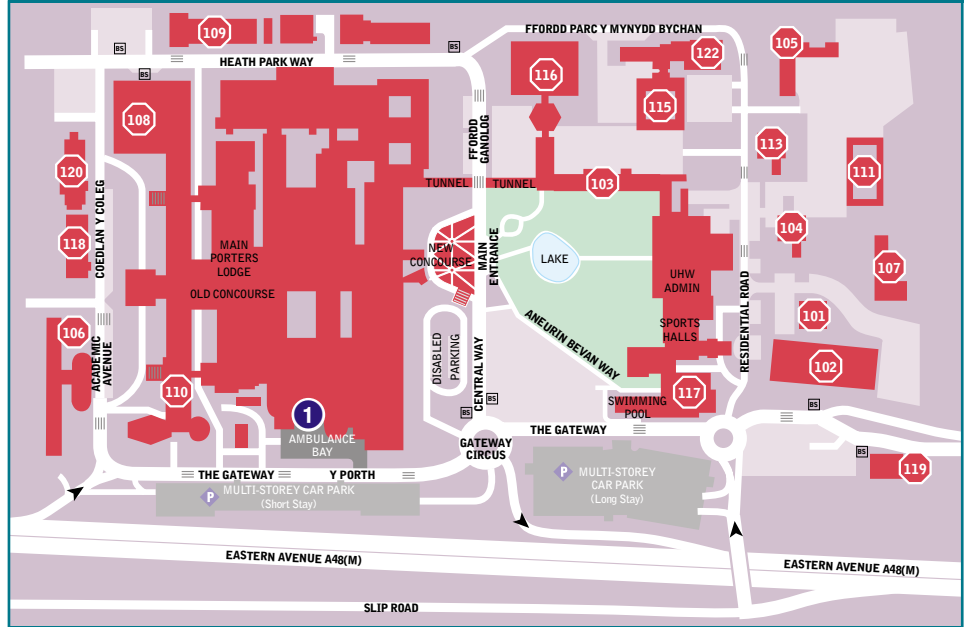 FFORDD PARC Y MYNYDD BYCHAN
109
BS
BS
HEATH PARK WAY
BS
122
105
116
115
108
FFORDD
GANOLOG
113
120
111
TUNNEL
TUNNEL
103
COEDLAN Y COLEG
118
104
MAIN
PORTERS
LODGE
NEW
CONCOURSE
MAIN
ENTRANCE
LAKE
107
UHW
ADMIN
OLD CONCOURSE
101
RESIDENTIAL ROAD
106
ACADEMIC
AVENUE
DISABLED
PARKING
CENTRAL WAY
ANEURIN BEVAN WAY
SPORTS
HALLS
102
110
117
SWIMMING
POOL
1
BS
BS
BS
AMBULANCE
BAY
GATEWAY
CIRCUS
THE GATEWAY
BS
119
THE GATEWAY
Y PORTH
P
MULTI-STOREY CAR PARK
(Short Stay)
P
MULTI-STOREY
CAR PARK
(Long Stay)
EASTERN AVENUE A48(M)
EASTERN AVENUE A48(M)
SLIP ROAD